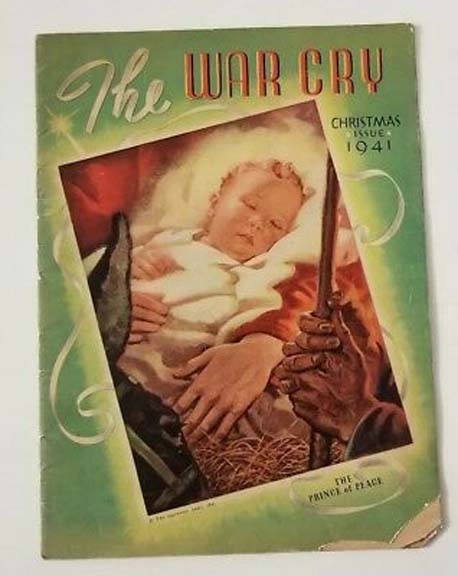 The WAR CRY
CHRISTMAS
ISSUE
1941
THE
PRINCE of PEACE